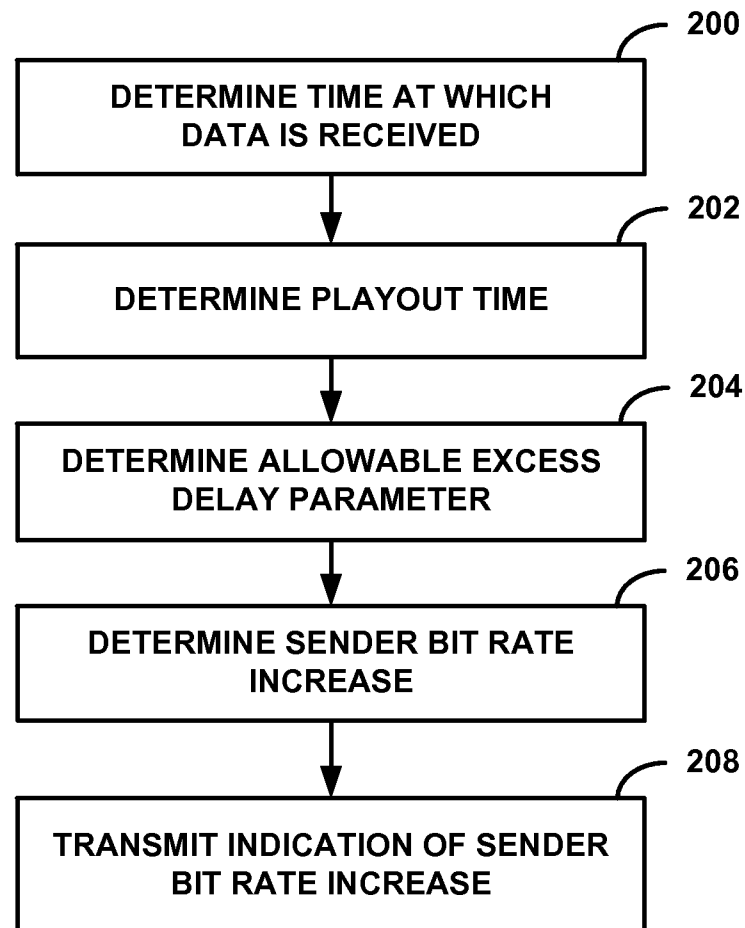 200
DETERMINE TIME AT WHICH
DATA IS RECEIVED
202
DETERMINE PLAYOUT TIME
204
DETERMINE ALLOWABLE EXCESS
DELAY PARAMETER
206
DETERMINE SENDER BIT RATE
INCREASE
208
TRANSMIT INDICATION OF SENDER
BIT RATE INCREASE